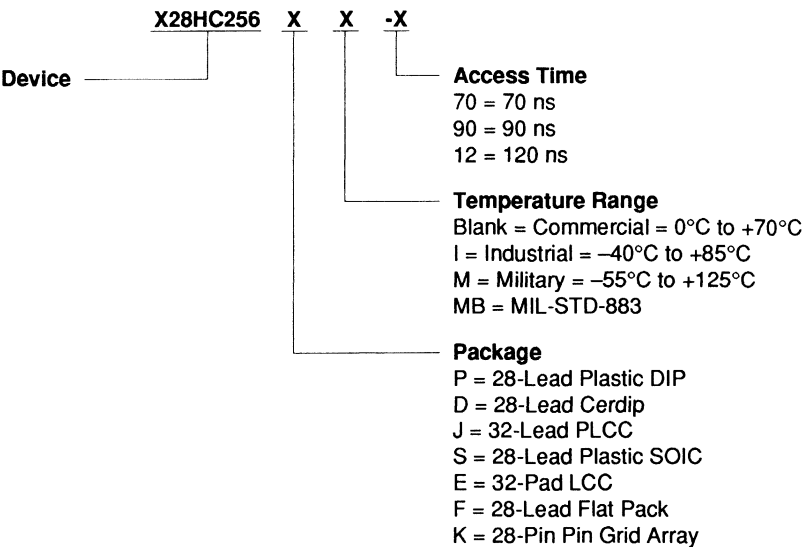 X28HC256 X X -X
Device
Access Time
70 = 70 ns
90 = 90 ns
12 = 120 ns
Temperature Range
Blank = Commercial = 0°C to +70°C
I = Industrial = –40°C to +85°C
M = Military = –55°C to +125°C
MB = MIL-STD-883
Package
P = 28-Lead Plastic DIP
D = 28-Lead Cerdip
J = 32-Lead PLCC
S = 28-Lead Plastic SOIC
E = 32-Pad LCC
F = 28-Lead Flat Pack
K = 28-Pin Pin Grid Array